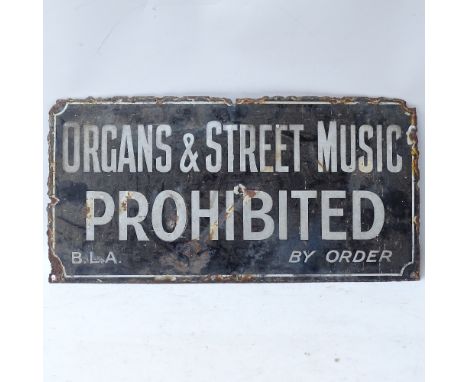 ORGANS & STREET MUSIC
PROHIBITED
B.L.A. BY ORDER